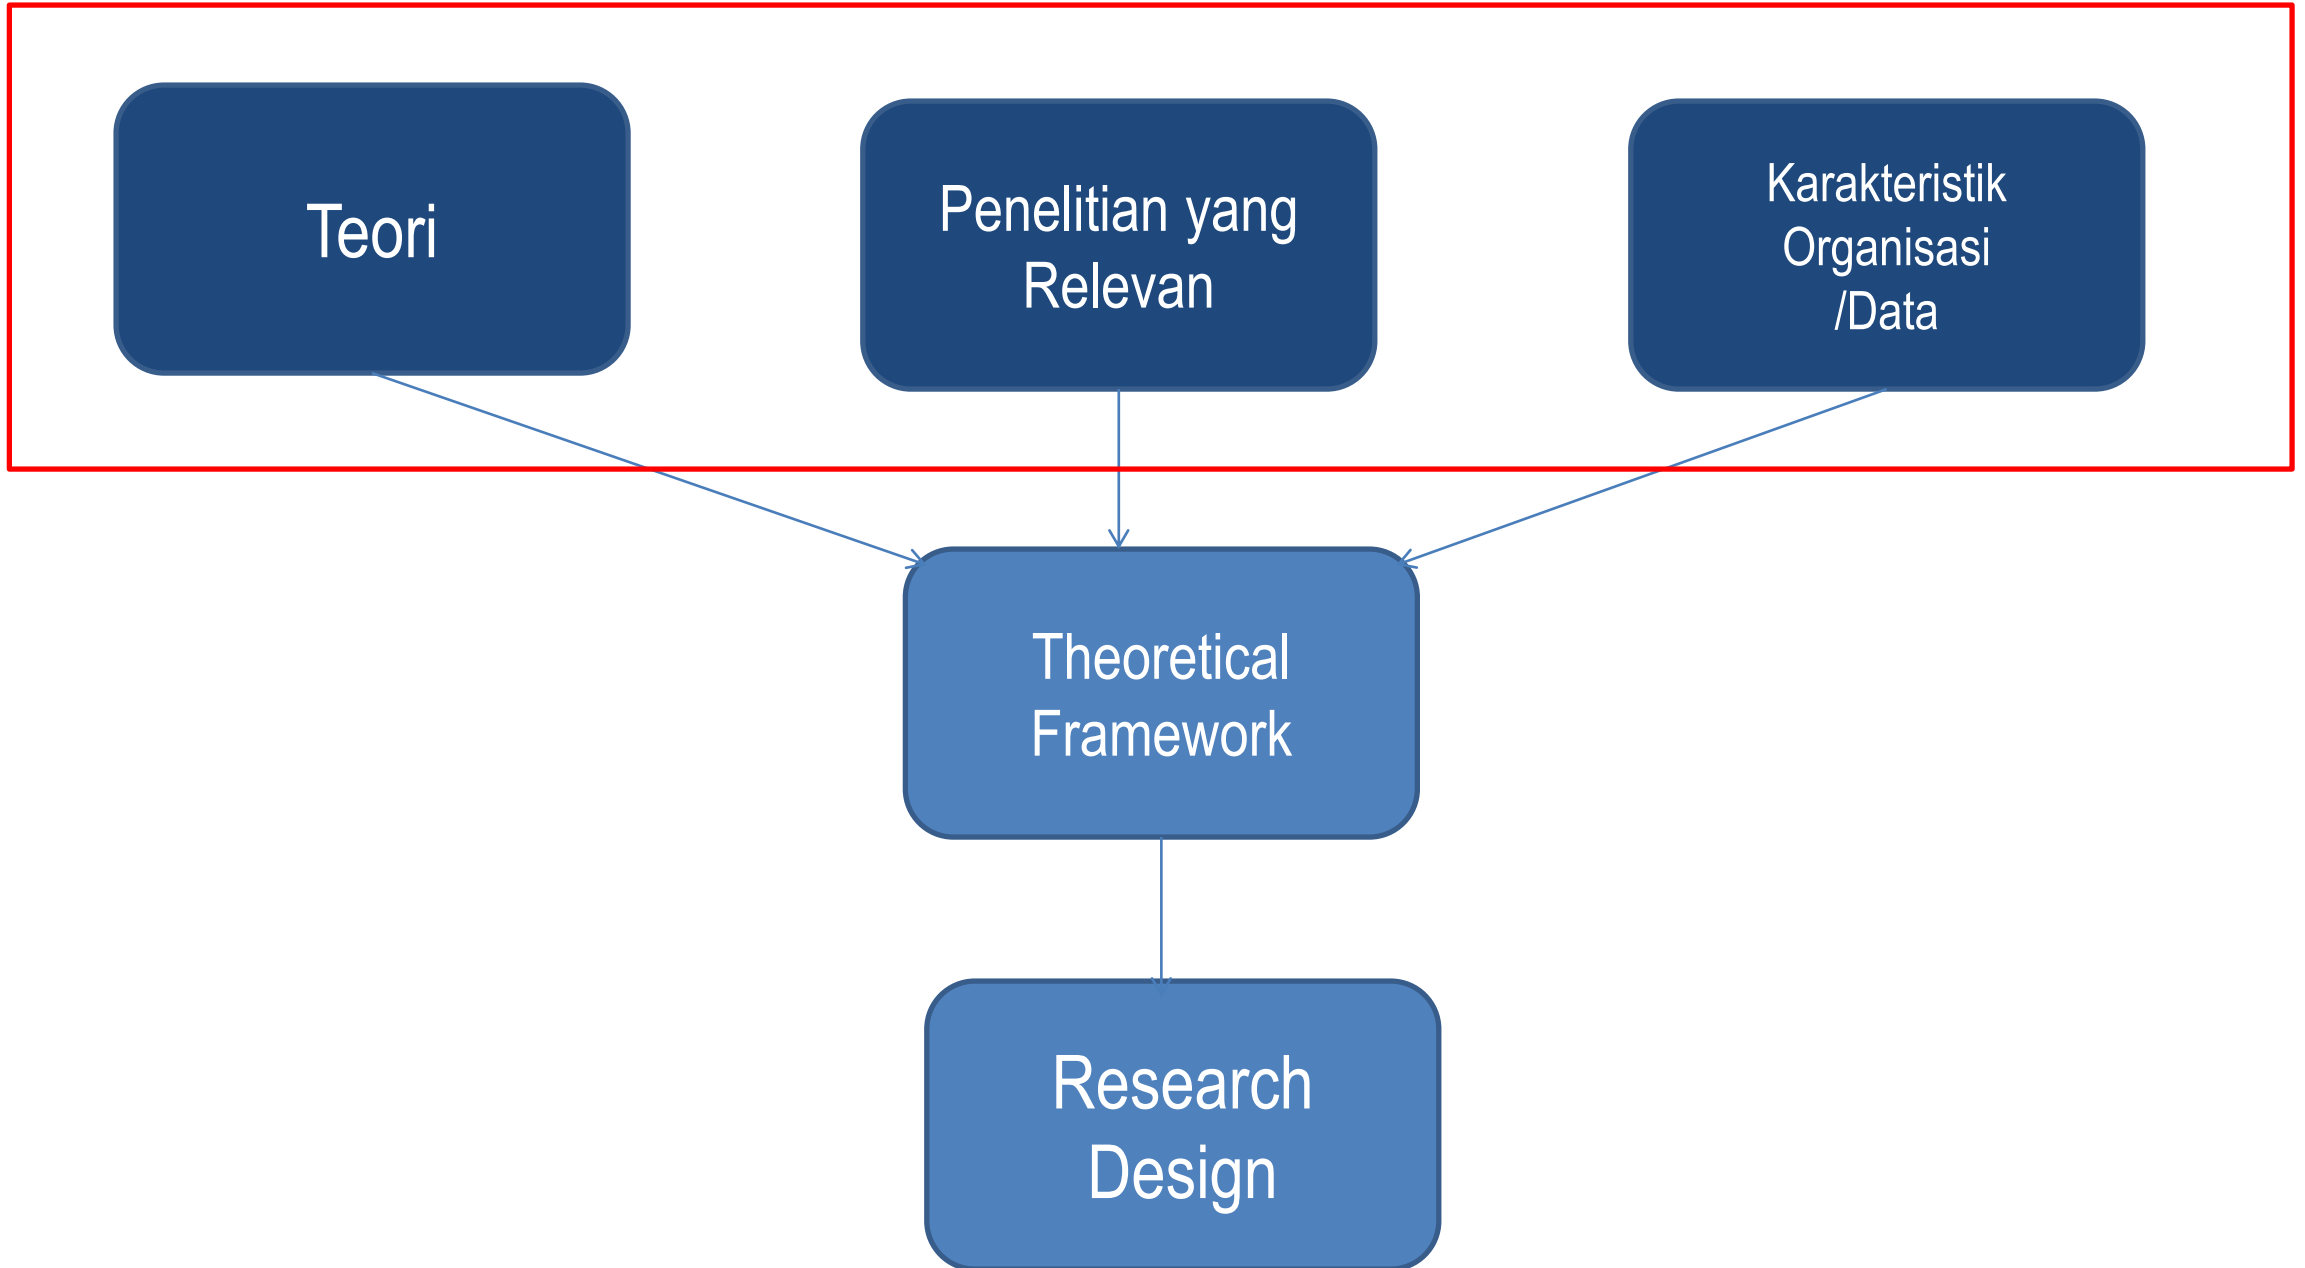 Teori
Penelitian yang
Relevan
Karakteristik
Organisasi
/Data
Theoretical
Framework
Research
Design